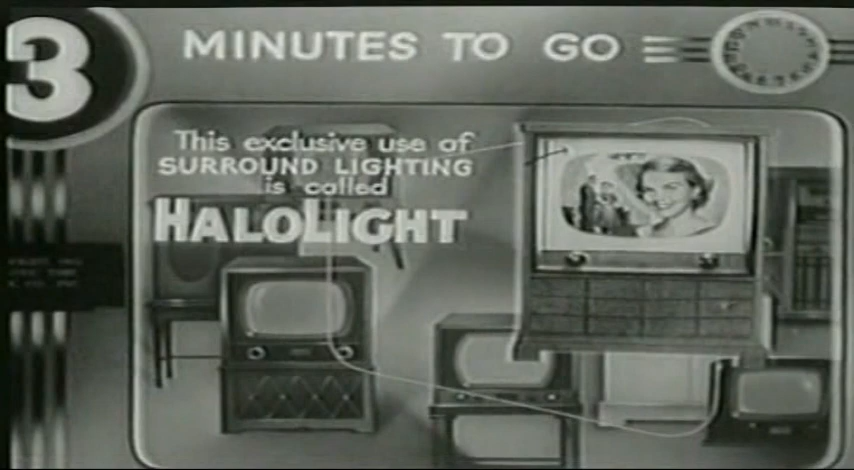 3 MINUTES TO GO
This exclusive use of
SURROUND LIGHTING
is called
HALOLIGHT